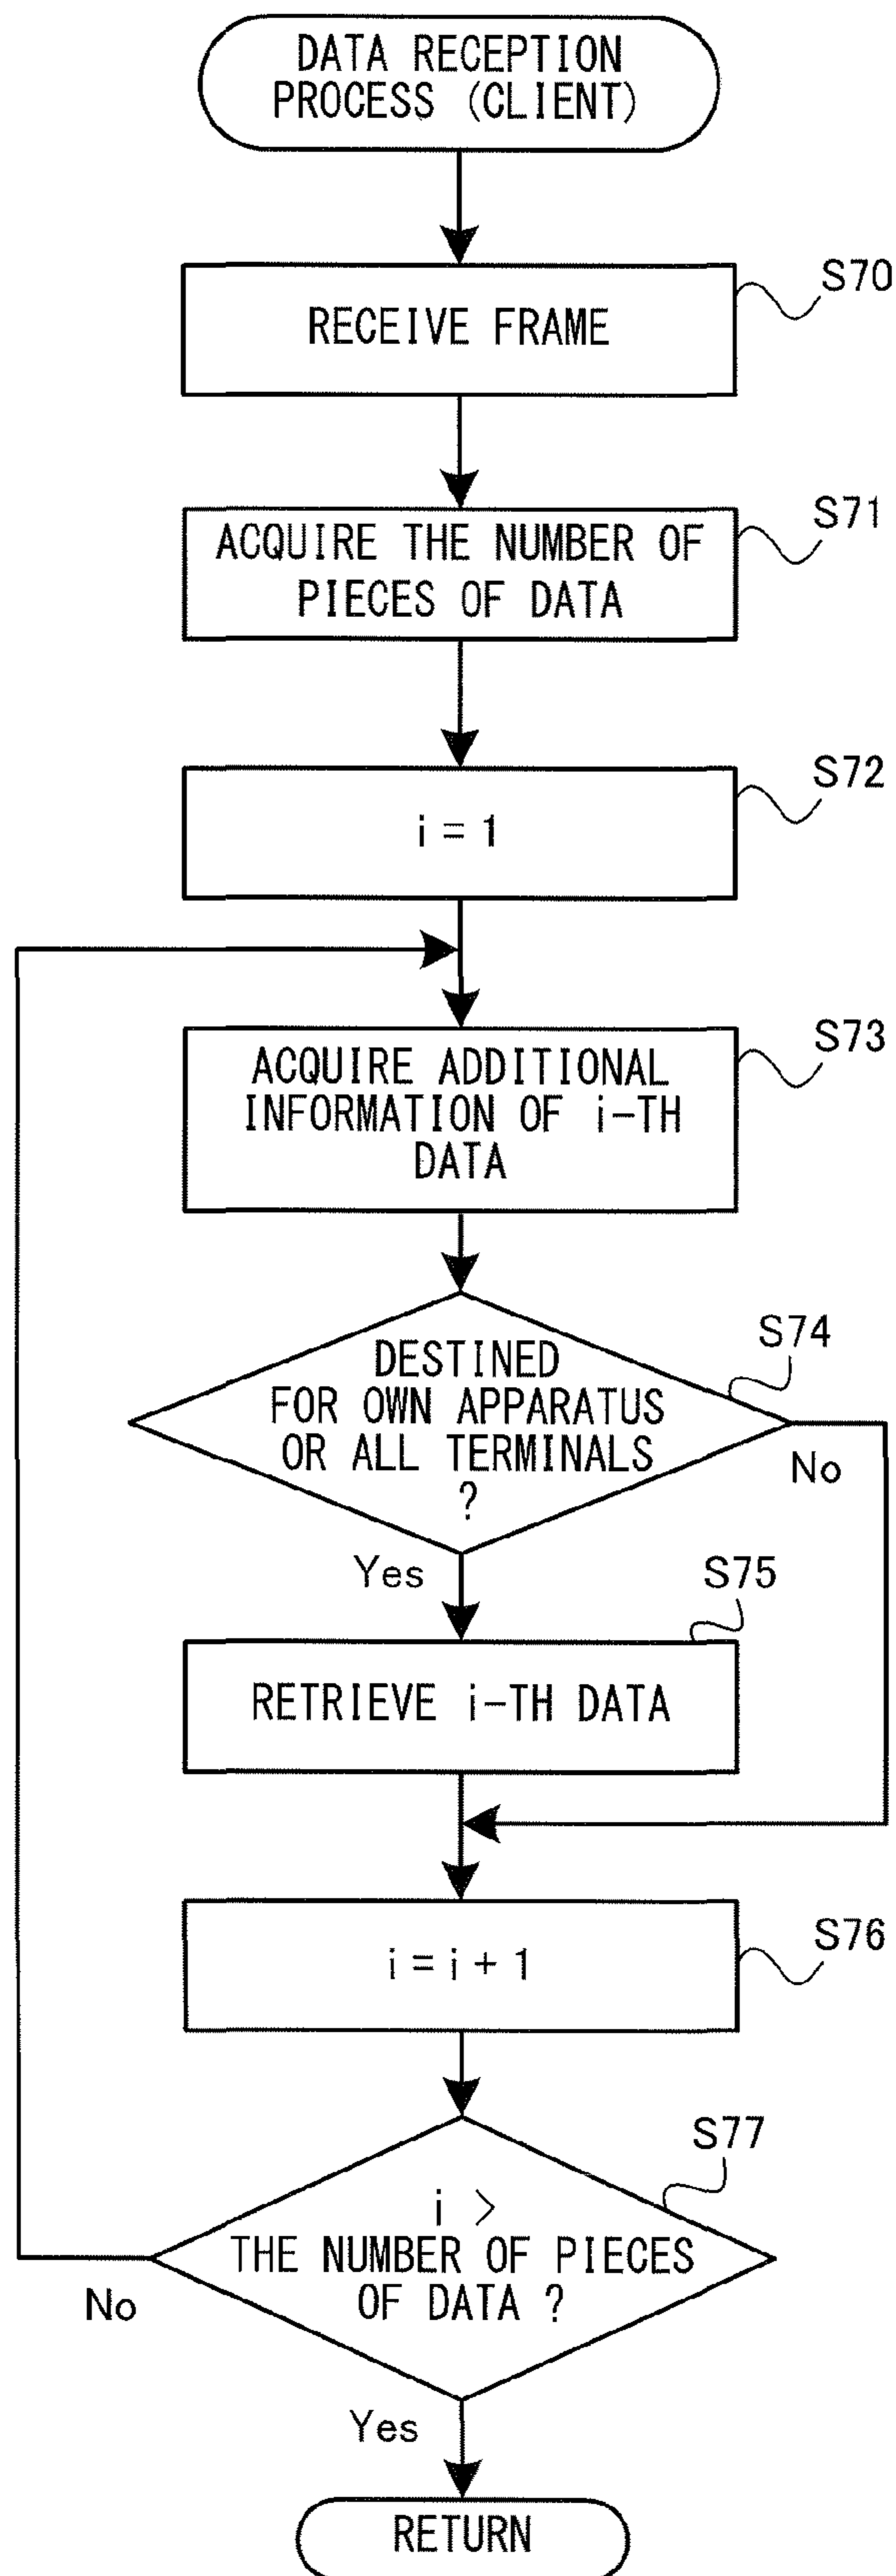 DATA RECEPTION
PROCESS (CLIENT)
S70
RECEIVE FRAME
S71
ACQUIRE THE NUMBER OF
PIECES OF DATA
S72
i = 1
S73
ACQUIRE ADDITIONAL
INFORMATION OF i-TH
DATA
S74
DESTINED
FOR OWN APPARATUS
OR ALL TERMINALS
?
No
Yes
S75
RETRIEVE i-TH DATA
S76
i = i + 1
S77
i >
THE NUMBER OF PIECES
OF DATA ?
No
Yes
RETURN